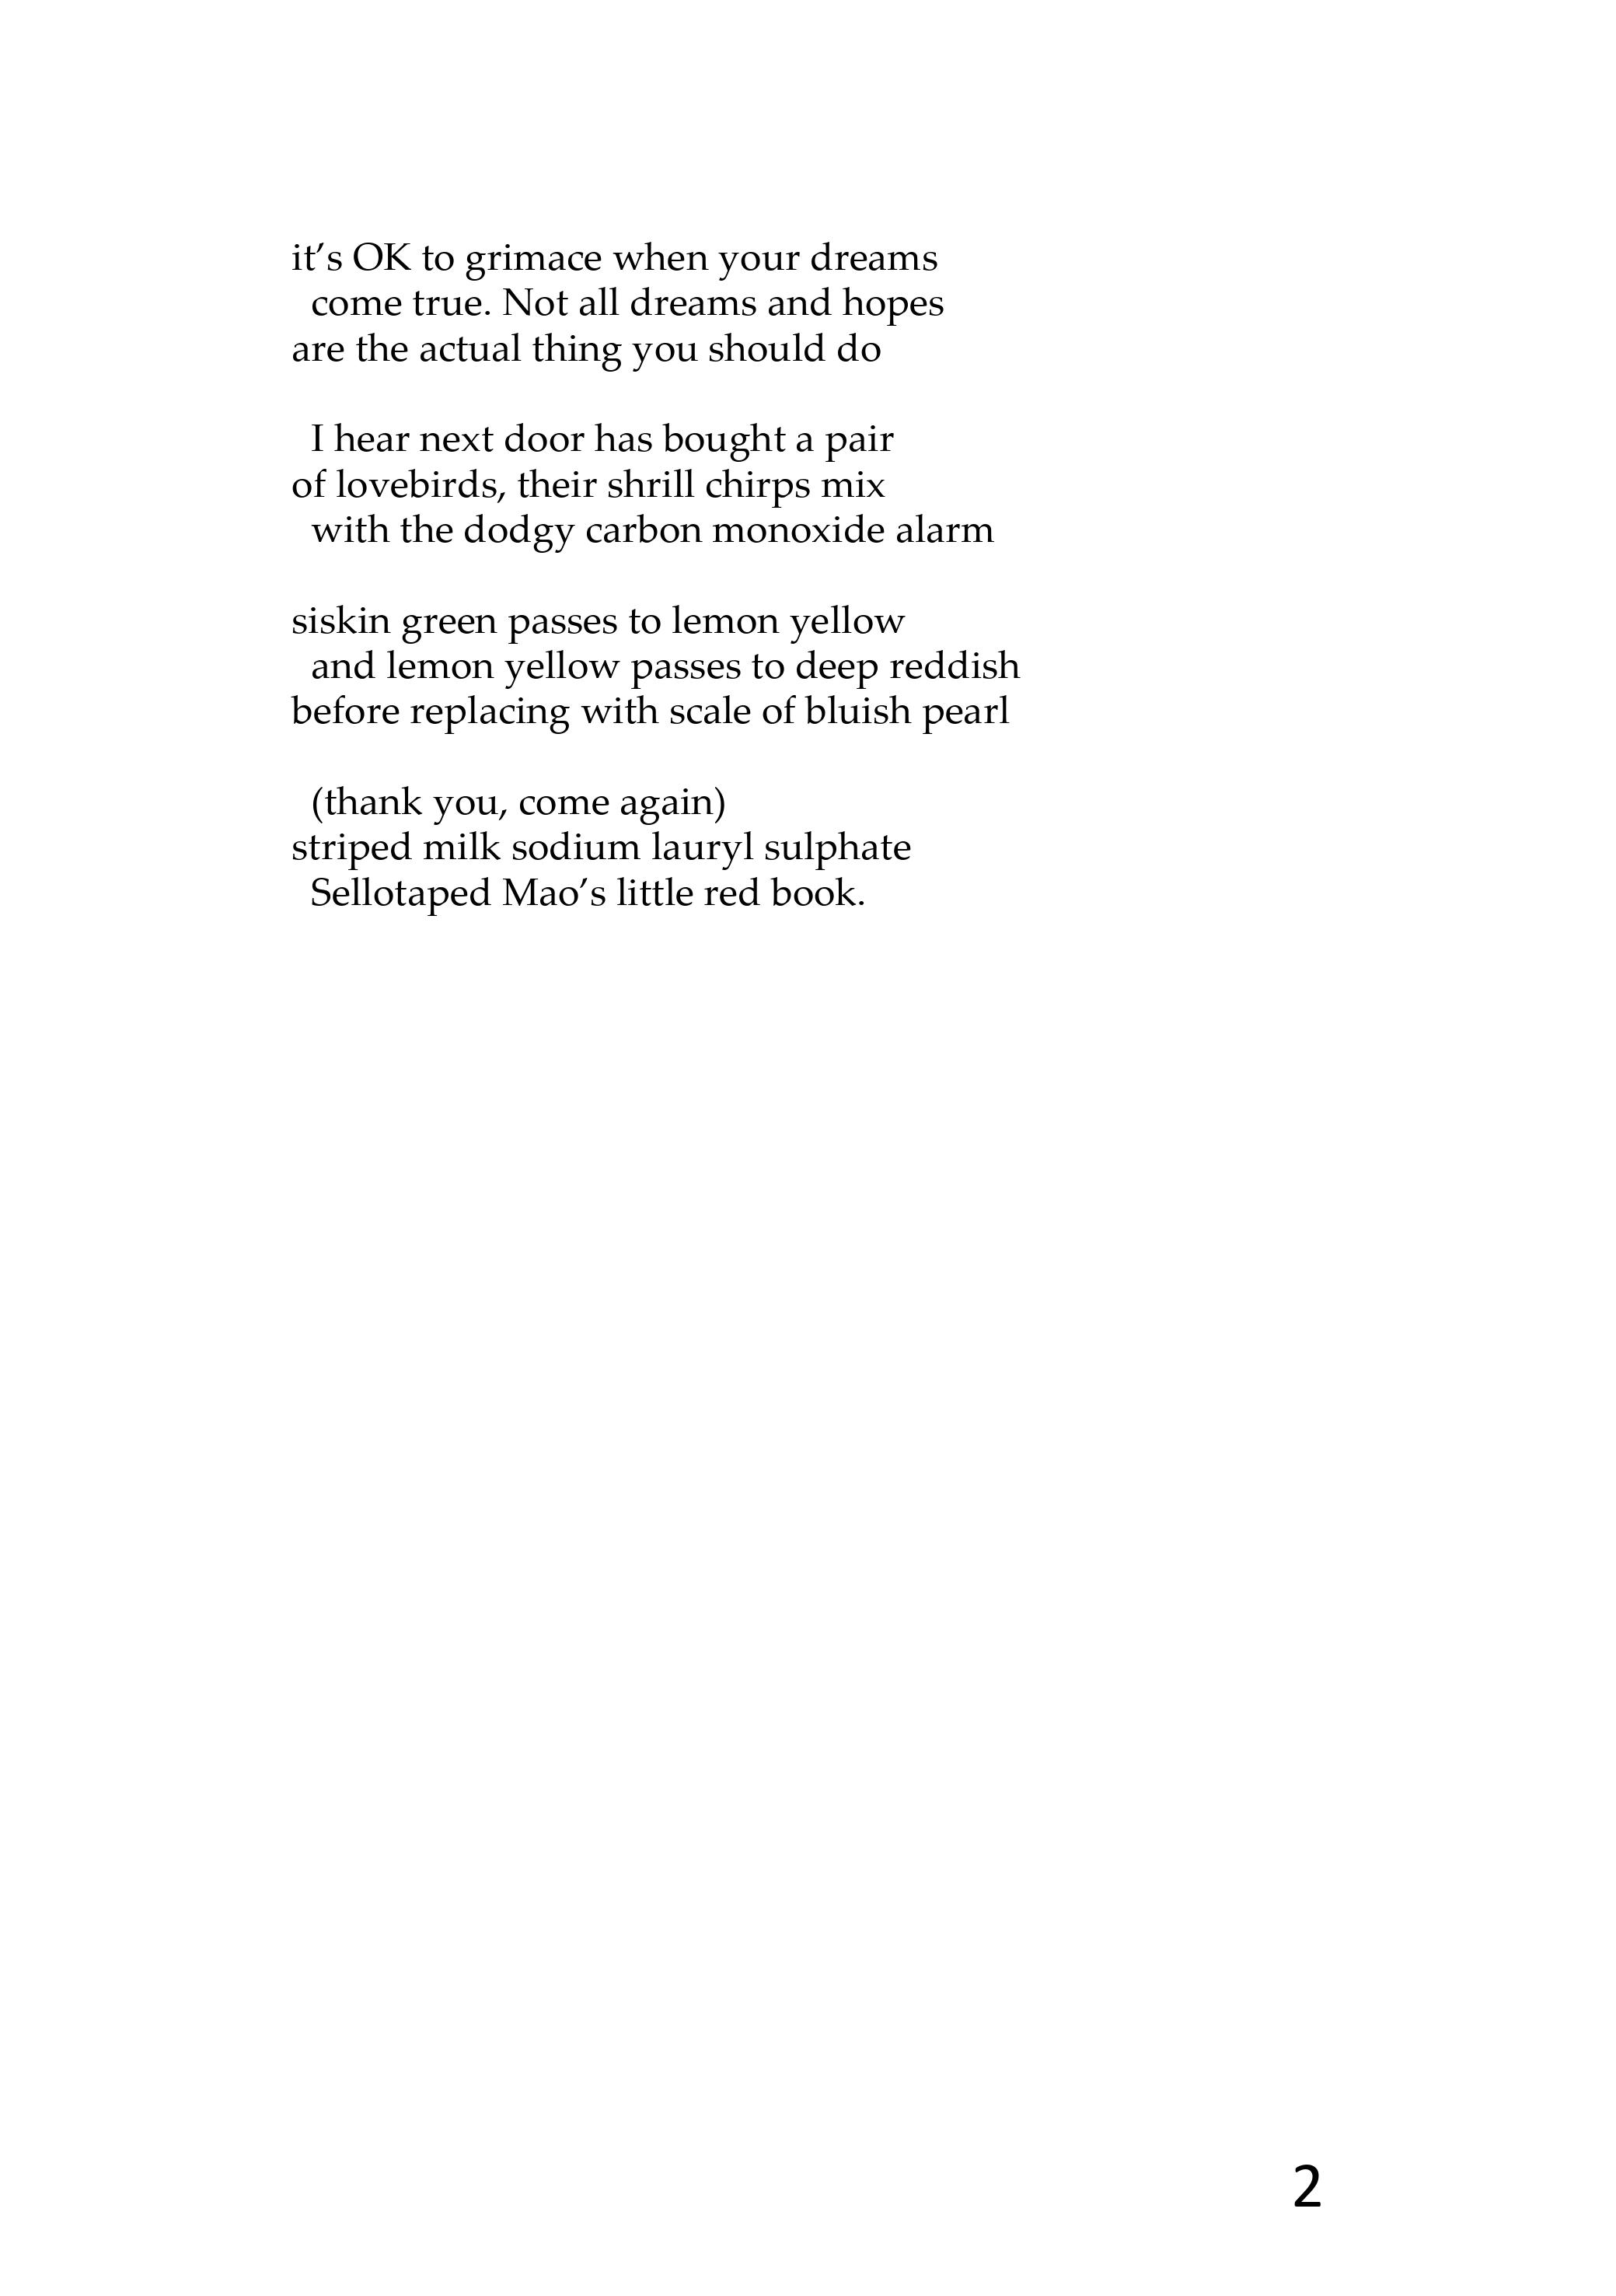 it’s OK to grimace when your dreams
come true. Not all dreams and hopes
are the actual thing you should do
I hear next door has bought a pair
of lovebirds, their shrill chirps mix
with the dodgy carbon monoxide alarm
siskin green passes to lemon yellow
and lemon yellow passes to deep reddish
before replacing with scale of bluish pearl
(thank you, come again)
striped milk sodium lauryl sulphate
Sellotaped Mao’s little red book.
2